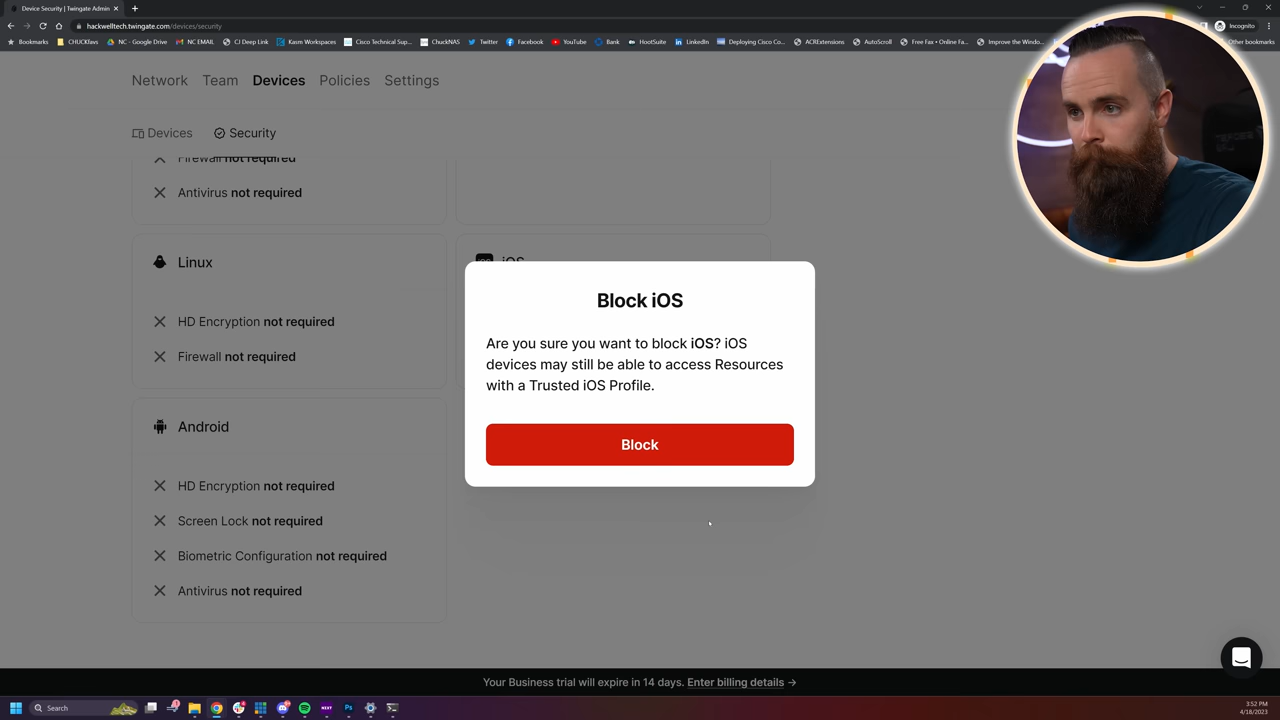 Device Security | Twingate Admin
hackwelltech.twingate.com/devices/security
Incognito
Bookmarks CHUCKfavs NC - Google Drive NC EMAIL CJ Deep Link Kasm Workspaces Cisco Technical Sup... ChuckNAS Twitter Facebook YouTube Bank HootSuite LinkedIn Deploying Cisco Co... ACRExtensions AutoScroll Free Fax • Online Fa... Improve the Windo... Other bookmarks
Network Team Devices Policies Settings
Devices Security
Firewall not required
Antivirus not required
Linux
iOS
HD Encryption not required
Firewall not required
Block iOS
Are you sure you want to block iOS? iOS
devices may still be able to access Resources
with a Trusted iOS Profile.
Block
Android
HD Encryption not required
Screen Lock not required
Biometric Configuration not required
Antivirus not required
Your Business trial will expire in 14 days. Enter billing details →
Search
NEXT
Ps
3:52 PM
4/18/2023